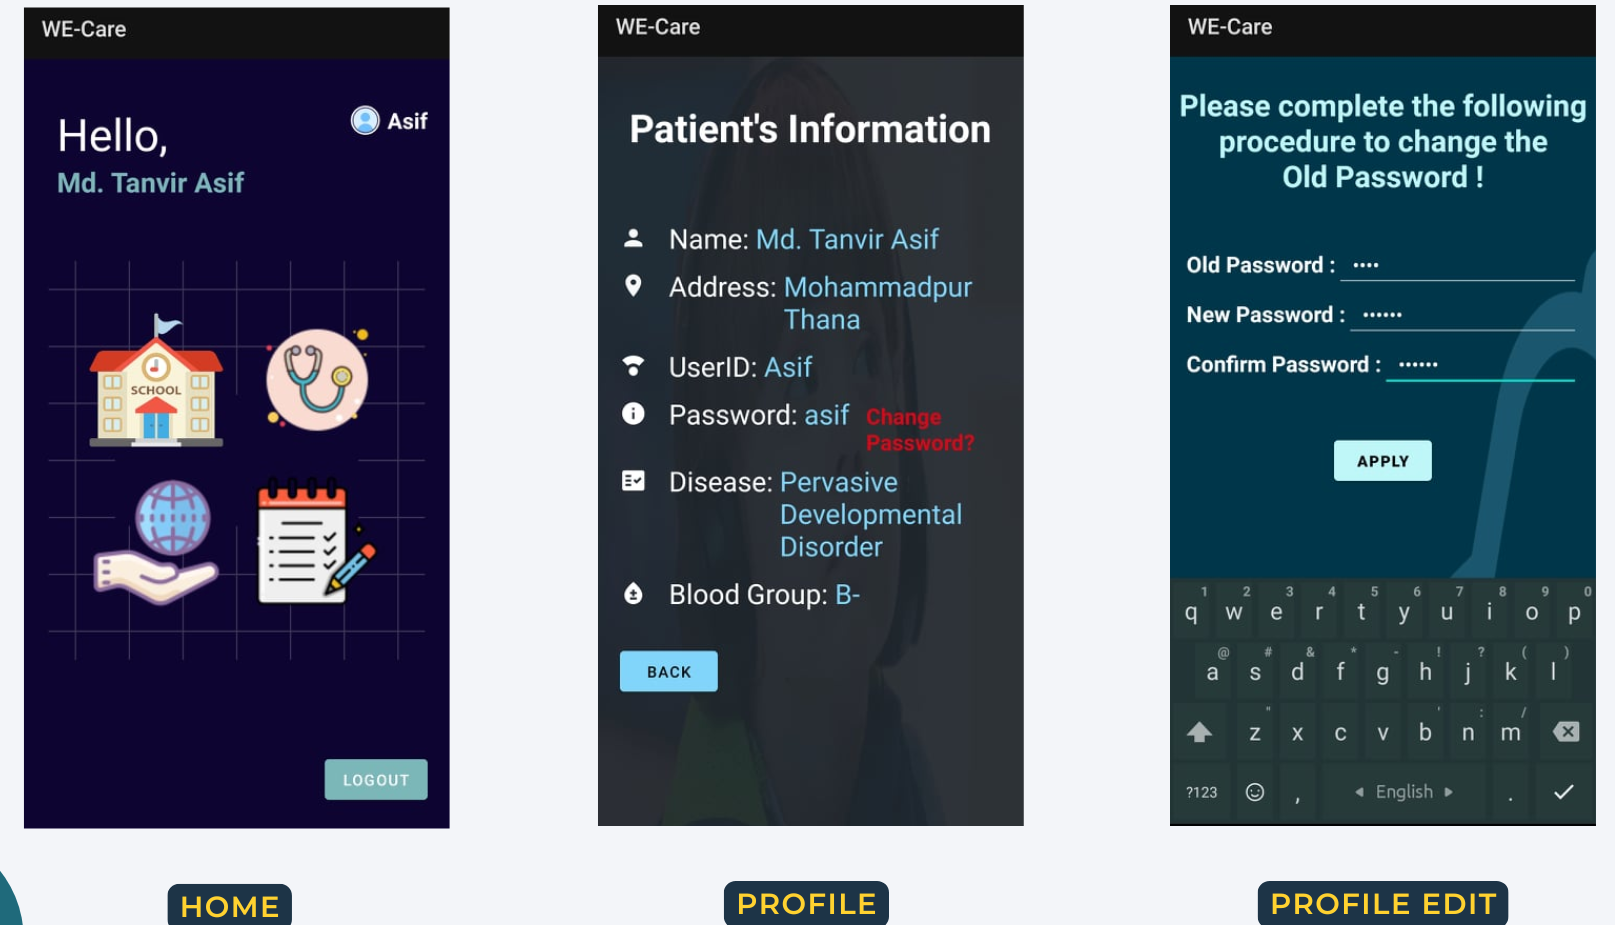 WE-Care
Hello,
Asif
Md. Tanvir Asif
SCHOOL
LOGOUT
HOME
WE-Care
Patient's Information
Name: Md. Tanvir Asif
Address: Mohammadpur
Thana
UserID: Asif
Password: asif Change
Password?
Disease: Pervasive
Developmental
Disorder
Blood Group: B-
BACK
PROFILE
WE-Care
Please complete the following
procedure to change the
Old Password !
Old Password : ••••
New Password : ••••••
Confirm Password : ••••••
APPLY
1 2 3 4 5 6 7 8 9 0
q w e r t y u i o p
@ # & * - ! ? ( )
a s d f g h j k l
" ' : /
z x c v b n m
?123 , English .
PROFILE EDIT